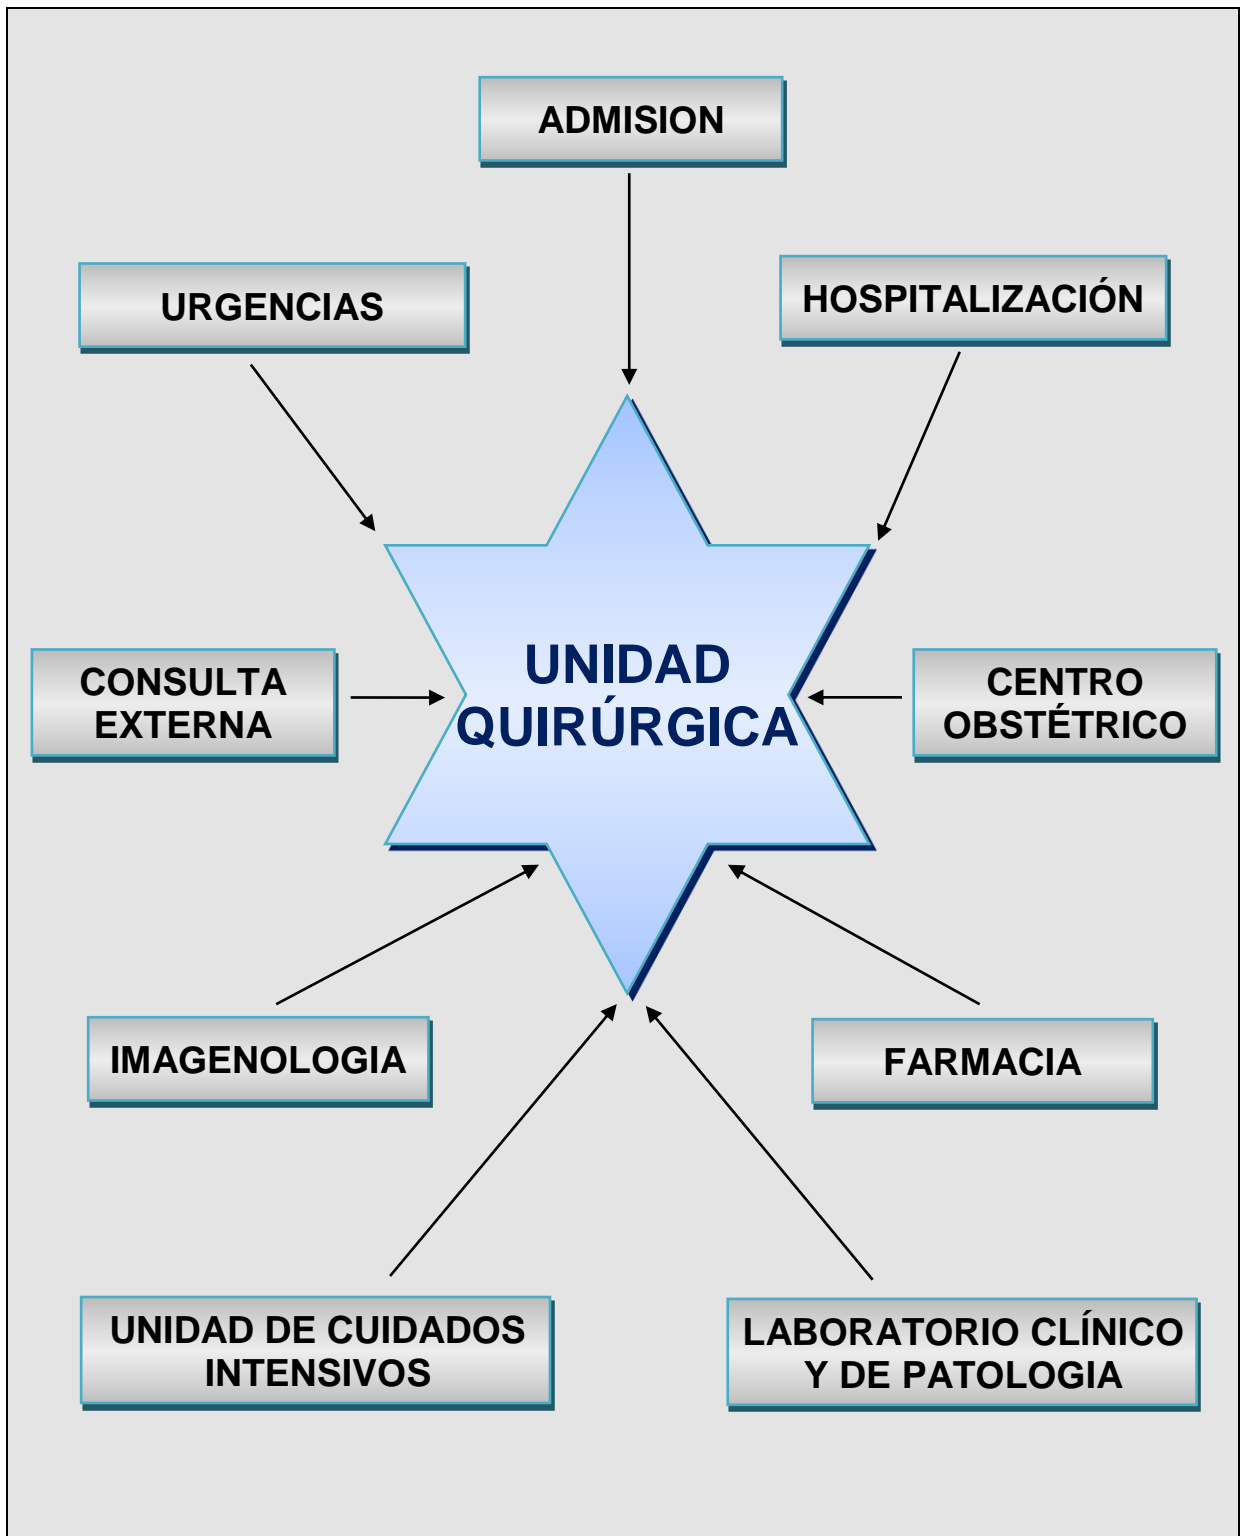 ADMISION
URGENCIAS
HOSPITALIZACIÓN
UNIDAD
QUIRÚRGICA
CONSULTA
EXTERNA
CENTRO
OBSTÉTRICO
IMAGENOLOGIA
FARMACIA
UNIDAD DE CUIDADOS
INTENSIVOS
LABORATORIO CLÍNICO
Y DE PATOLOGIA